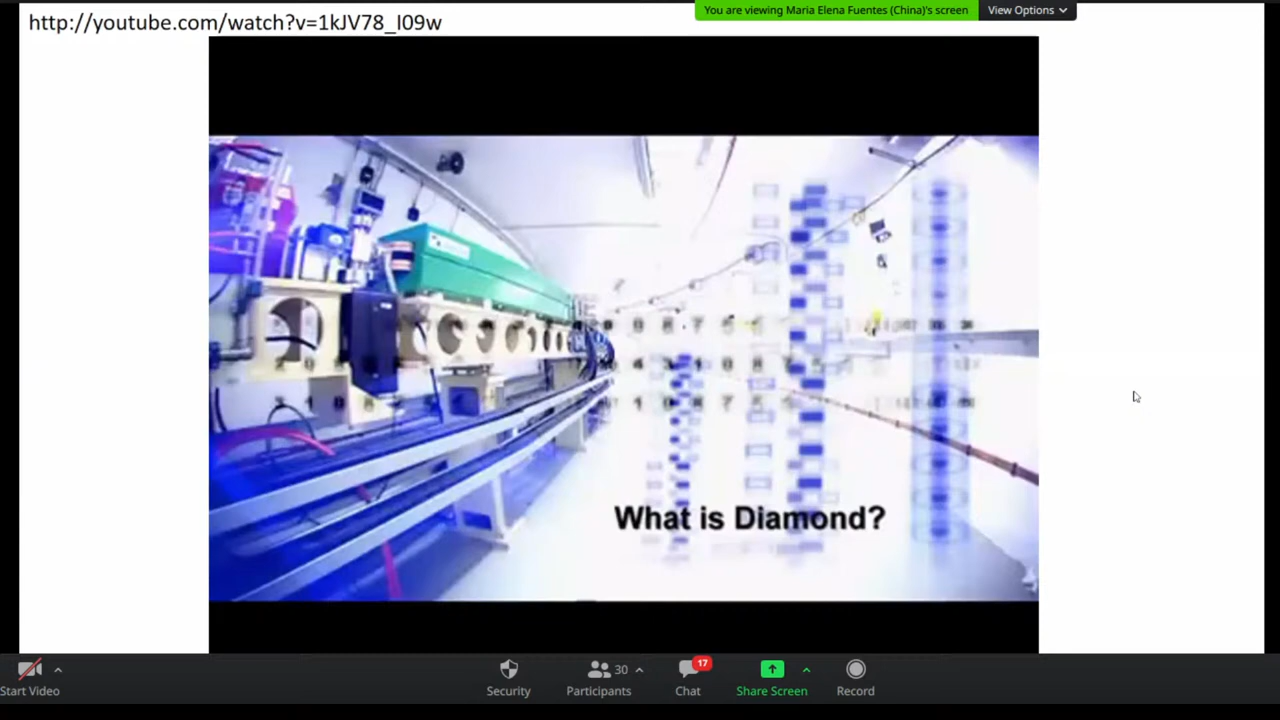 http://youtube.com/watch?v=1kJV78_I09w
You are viewing Maria Elena Fuentes (China)'s screen
View Options
What is Diamond?
Start Video
Security
Participants
30
Chat
17
Share Screen
Record